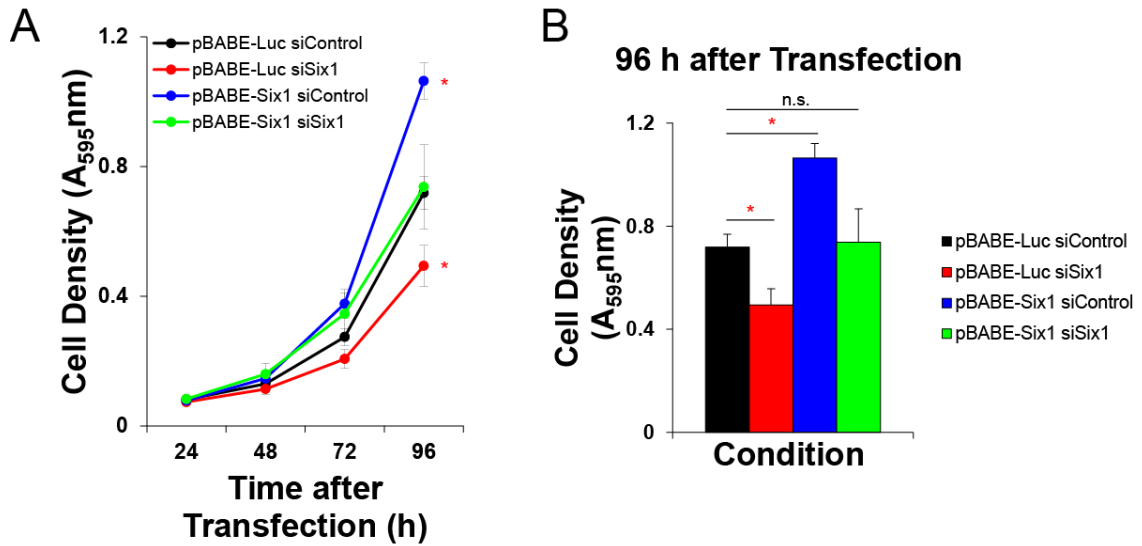 A
1.2
0.8
0.4
0
Cell Density (A595nm)
pBABE-Luc siControl
pBABE-Luc siSix1
pBABE-Six1 siControl
pBABE-Six1 siSix1
*
*
24 48 72 96
Time after
Transfection (h)
B
96 h after Transfection
n.s.
*
*
1.2
0.8
0.4
0
Cell Density
(A595nm)
Condition
pBABE-Luc siControl
pBABE-Luc siSix1
pBABE-Six1 siControl
pBABE-Six1 siSix1